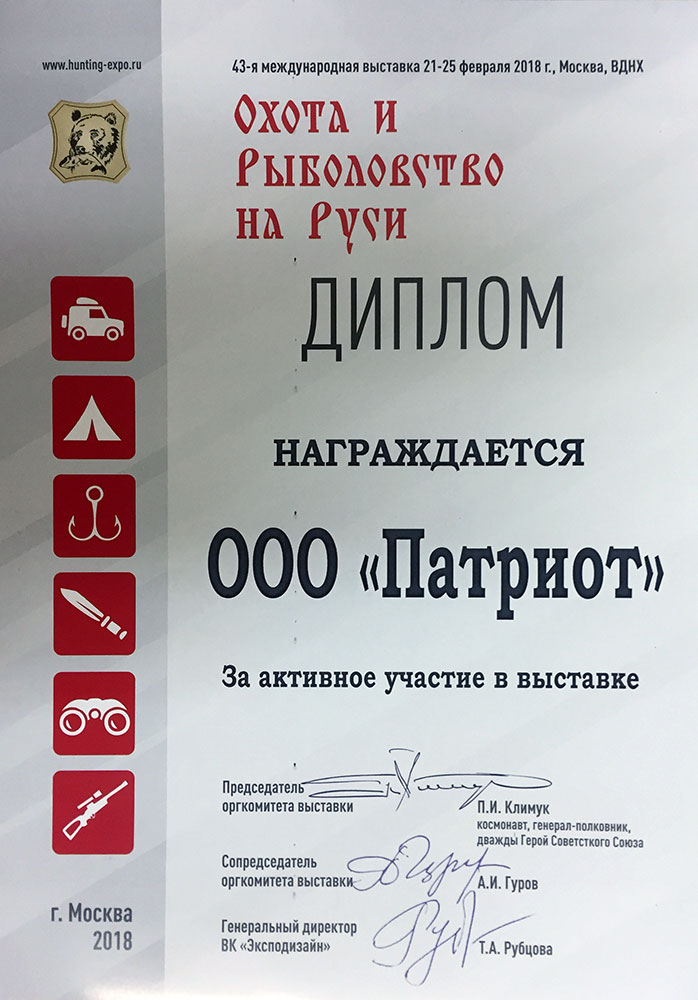 www.hunting-expo.ru
43-я международная выставка 21-25 февраля 2018 г., Москва, ВДНХ
Охота и
Рыболовство
на Руси
ДИПЛОМ
НАГРАЖДАЕТСЯ
ООО «Патриот»
За активное участие в выставке
Председатель
оргкомитета выставки
П.И. Климук
космонавт, генерал-полковник,
дважды Герой Советсткого Союза
Сопредседатель
оргкомитета выставки
А.И. Гуров
Генеральный директор
ВК «Эксподизайн»
Т.А. Рубцова
г. Москва
2018